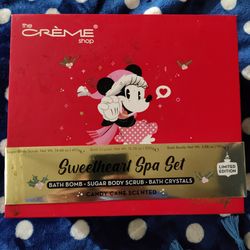 the
CRÈME
shop
Sweetheart Spa Set
LIMITED
EDITION
BATH BOMB • SUGAR BODY SCRUB • BATH CRYSTALS
CANDY CANE SCENTED